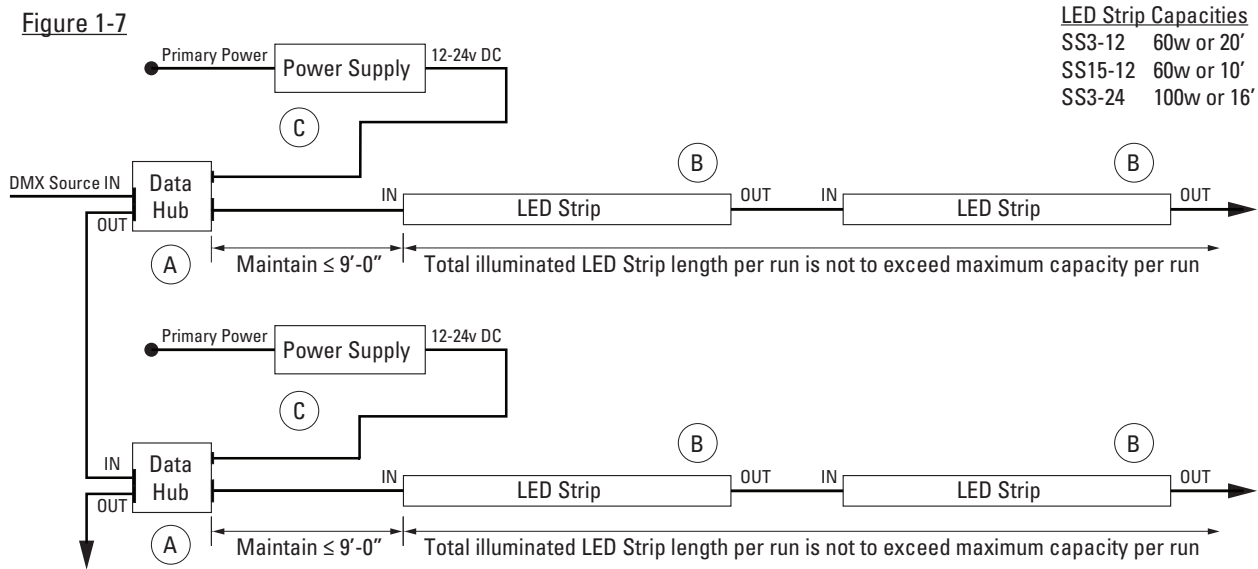 Figure 1-7
LED Strip Capacities
SS3-12 60w or 20’
SS15-12 60w or 10’
SS3-24 100w or 16’
Primary Power
Power Supply
12-24v DC
C
B
B
DMX Source IN
OUT
Data
Hub
IN
LED Strip
OUT
IN
LED Strip
OUT
A
Maintain ≤ 9’-0”
Total illuminated LED Strip length per run is not to exceed maximum capacity per run
Primary Power
Power Supply
12-24v DC
C
B
B
IN
OUT
Data
Hub
IN
LED Strip
OUT
IN
LED Strip
OUT
A
Maintain ≤ 9’-0”
Total illuminated LED Strip length per run is not to exceed maximum capacity per run